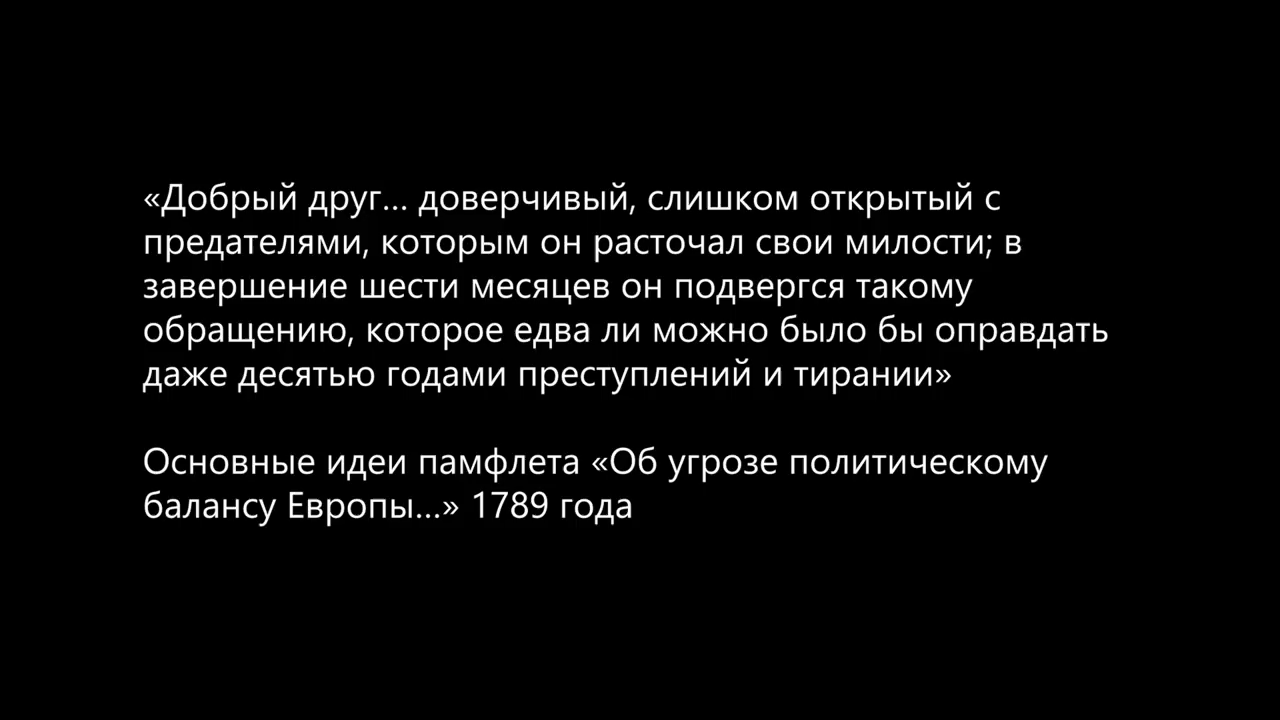 «Добрый друг... доверчивый, слишком открытый с
предателями, которым он расточал свои милости; в
завершение шести месяцев он подвергся такому
обращению, которое едва ли можно было бы оправдать
даже десятью годами преступлений и тирании»
Основные идеи памфлета «Об угрозе политическому
балансу Европы...» 1789 года